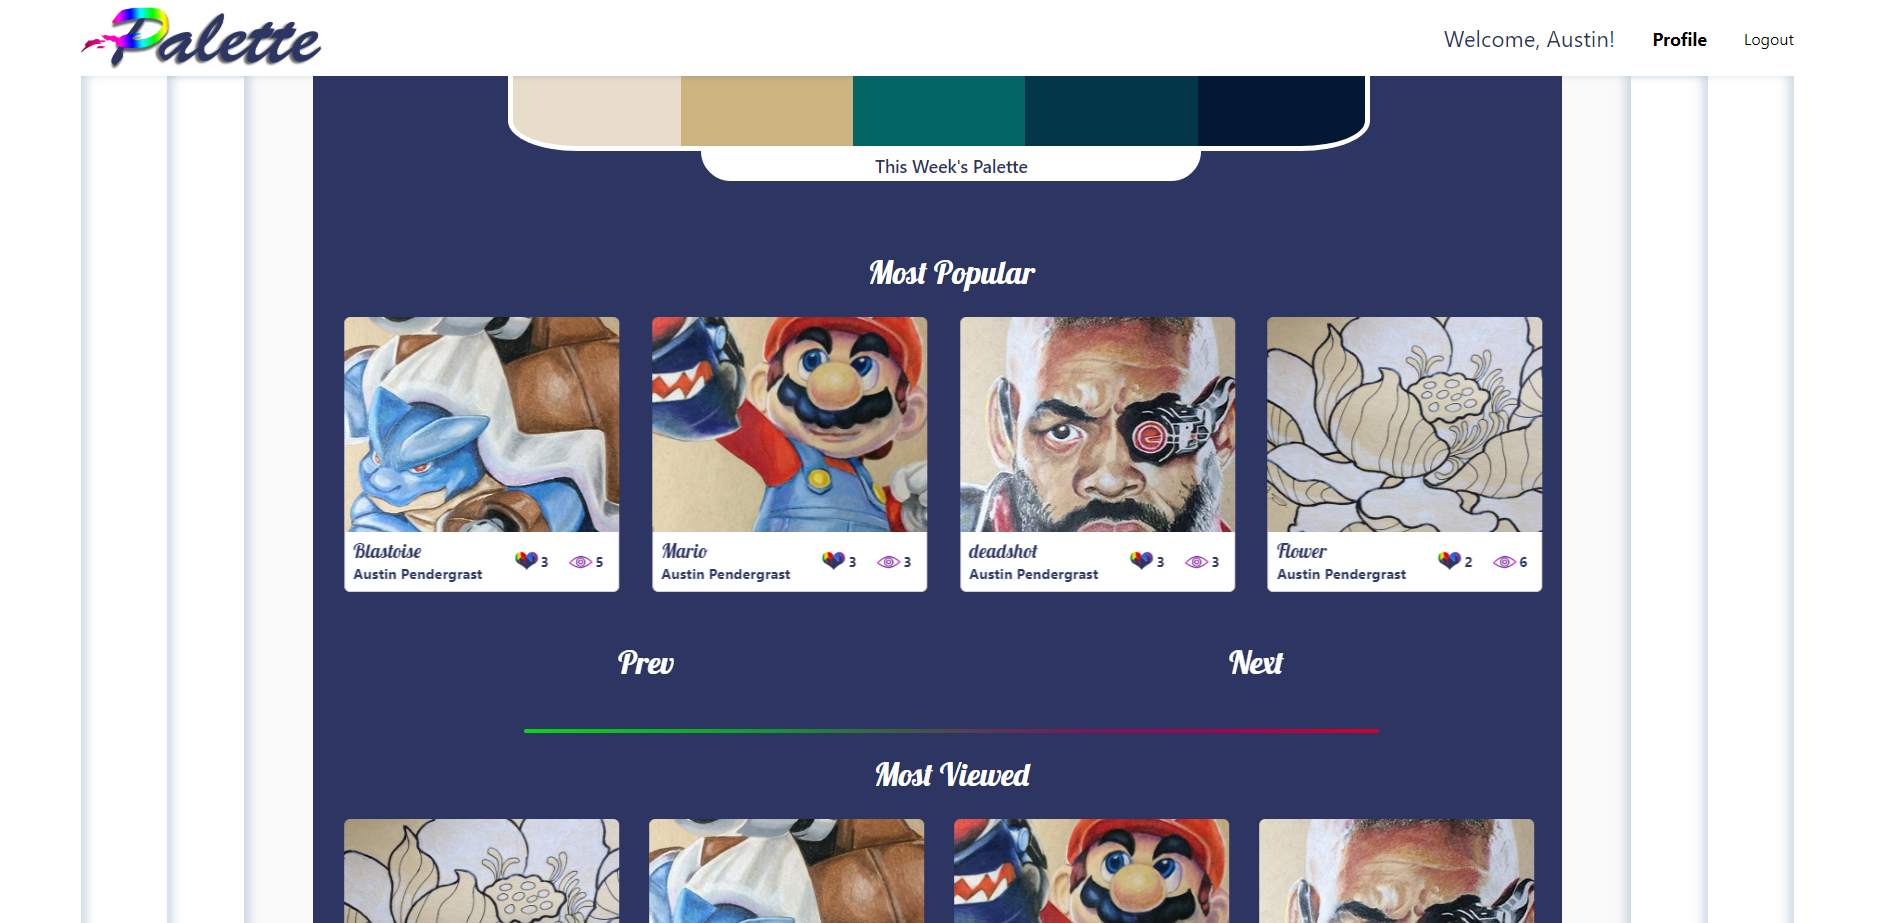 Palette
Welcome, Austin!
Profile
Logout
This Week's Palette
Most Popular
Blastoise
Austin Pendergrast
3
5
Mario
Austin Pendergrast
3
3
deadshot
Austin Pendergrast
3
3
Flower
Austin Pendergrast
2
6
Prev
Next
Most Viewed